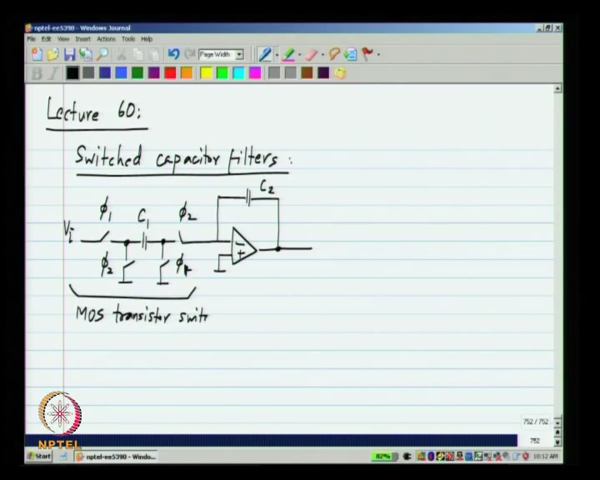 nptel-ee5390 - Windows Journal
File Edit View Insert Actions Tools Help
Page Width
B I
Lecture 60:
Switched capacitor filters:
C2
ϕ1 C1 ϕ2
Vi
ϕ2 ϕ1
MOS transistor swit
NPTEL
752 / 752
752
Start nptel-ee5390 - Windo... 82% 10:12 AM